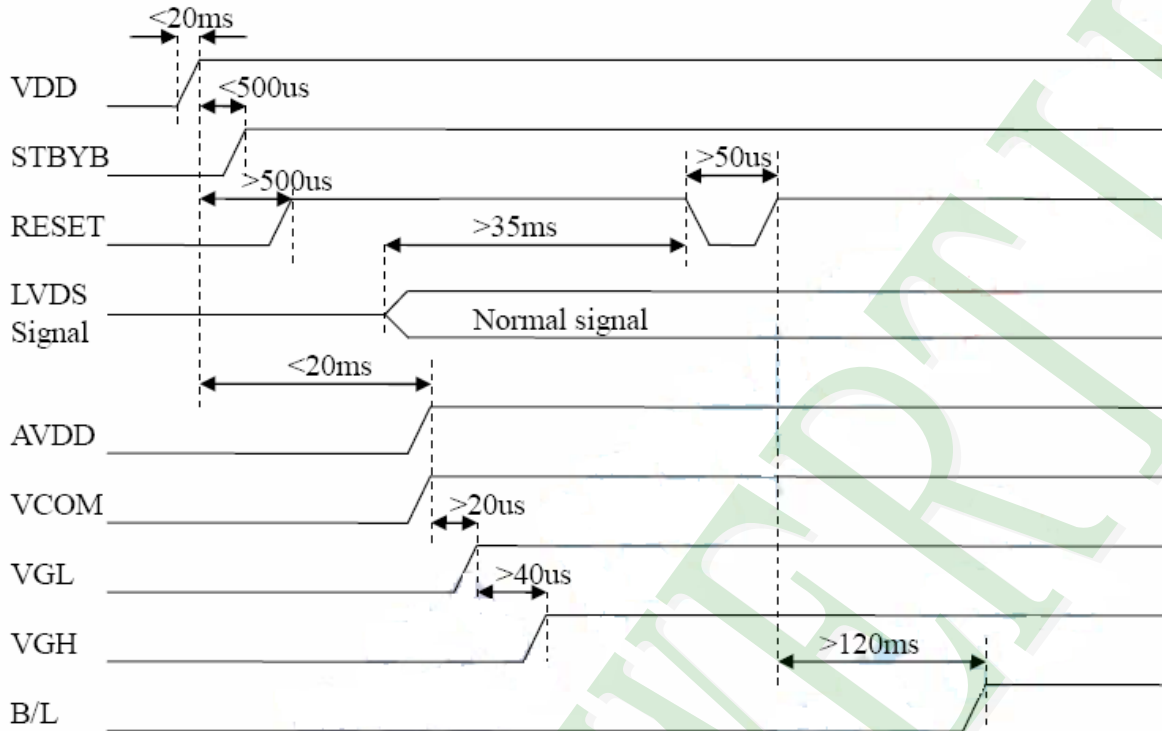 <20ms
VDD
<500us
STBYB
>500us
>50us
RESET
>35ms
LVDS
Signal
Normal signal
<20ms
AVDD
VCOM
>20us
VGL
>40us
VGH
>120ms
B/L